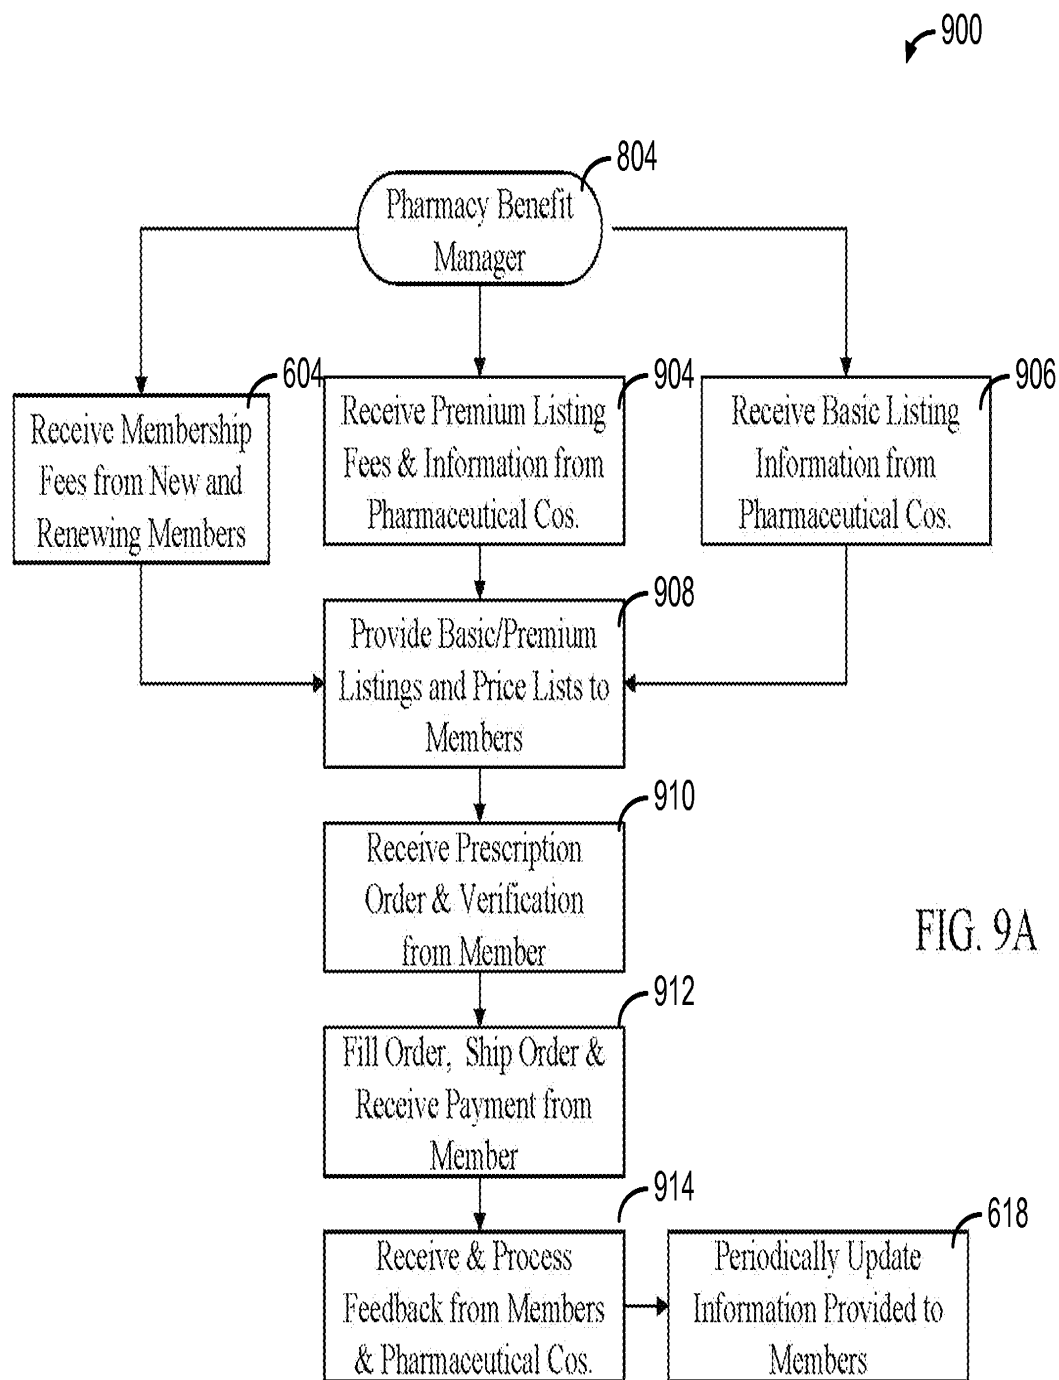 900
804
Pharmacy Benefit
Manager
604
Receive Membership
Fees from New and
Renewing Members
904
Receive Premium Listing
Fees & Information from
Pharmaceutical Cos.
906
Receive Basic Listing
Information from
Pharmaceutical Cos.
908
Provide Basic/Premium
Listings and Price Lists to
Members
910
Receive Prescription
Order & Verification
from Member
FIG. 9A
912
Fill Order, Ship Order &
Receive Payment from
Member
914
Receive & Process
Feedback from Members
& Pharmaceutical Cos.
618
Periodically Update
Information Provided to
Members